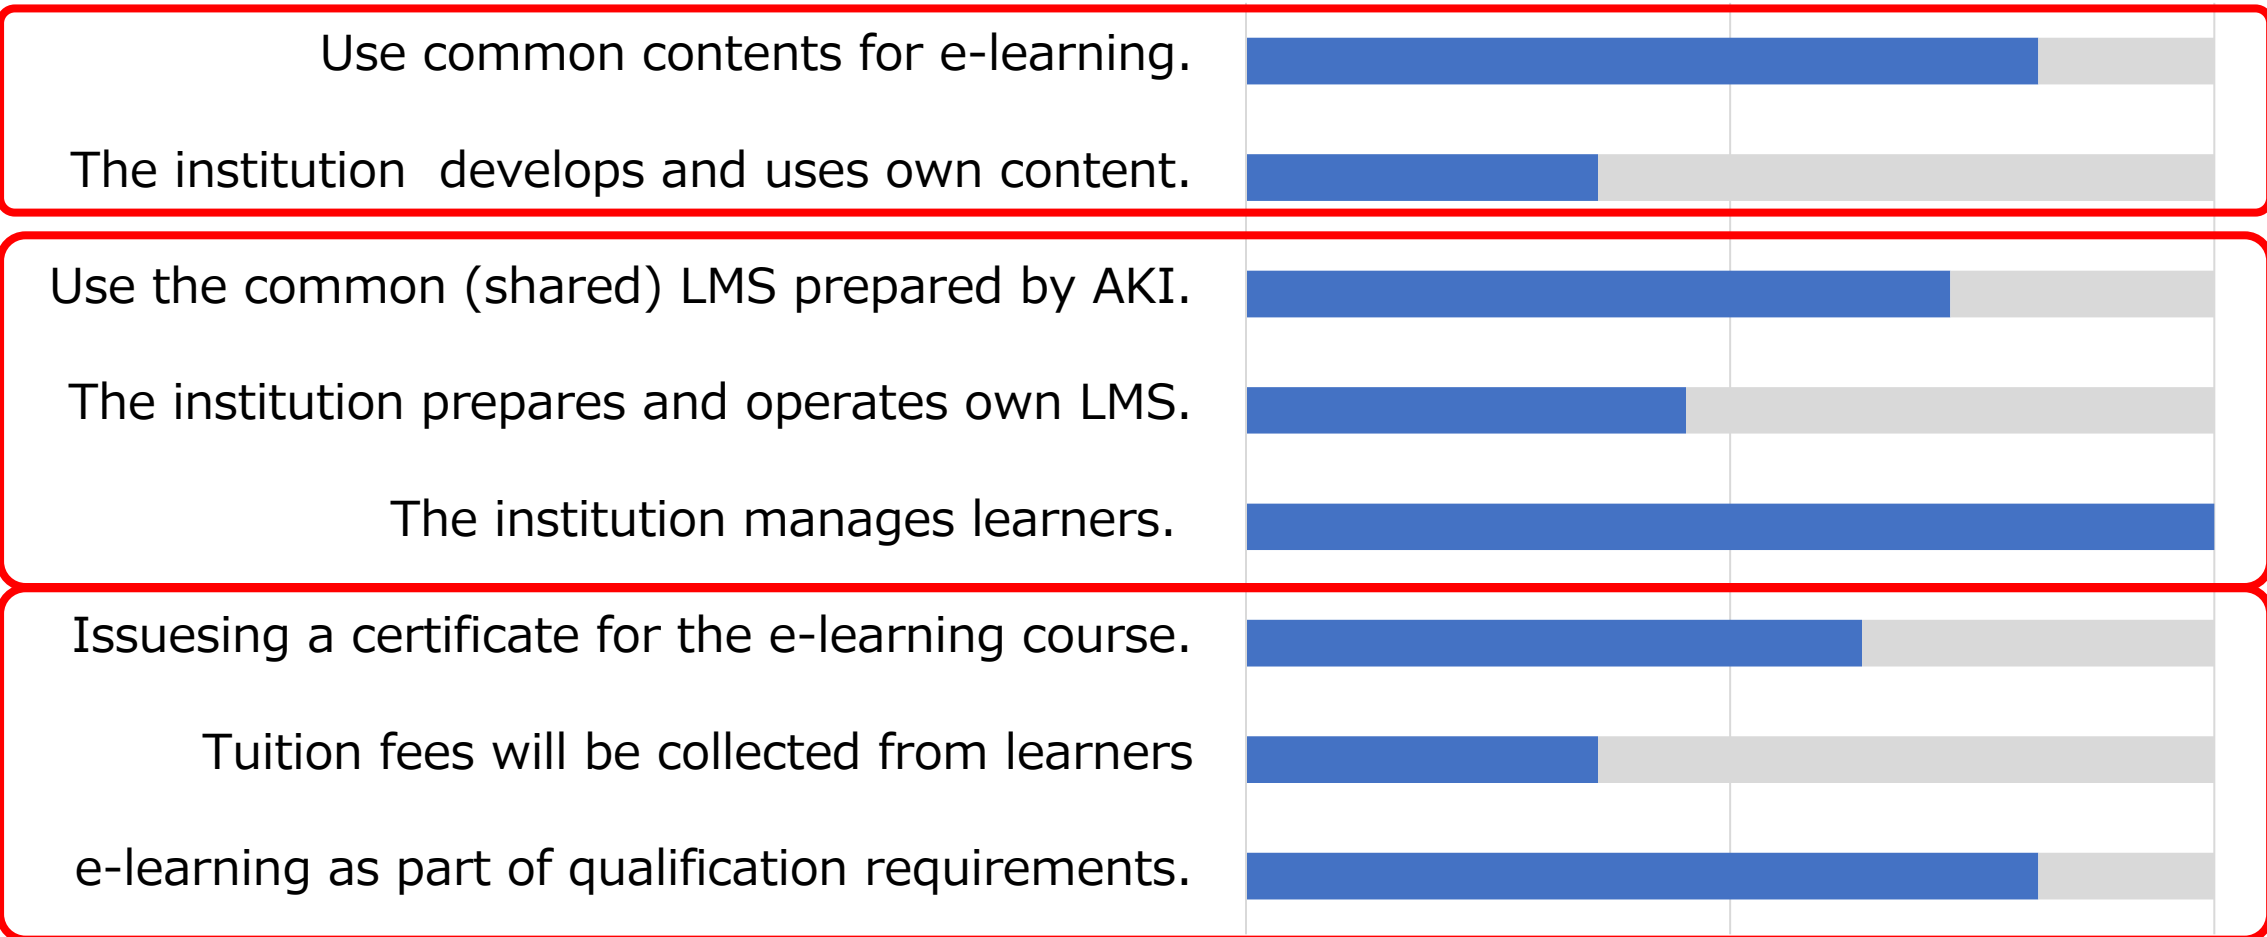 Use common contents for e-learning.
The institution  develops and uses own content.
Use the common (shared) LMS prepared by AKI.
The institution prepares and operates own LMS.
The institution manages learners.
Issuesing a certificate for the e-learning course.
Tuition fees will be collected from learners
e-learning as part of qualification requirements.